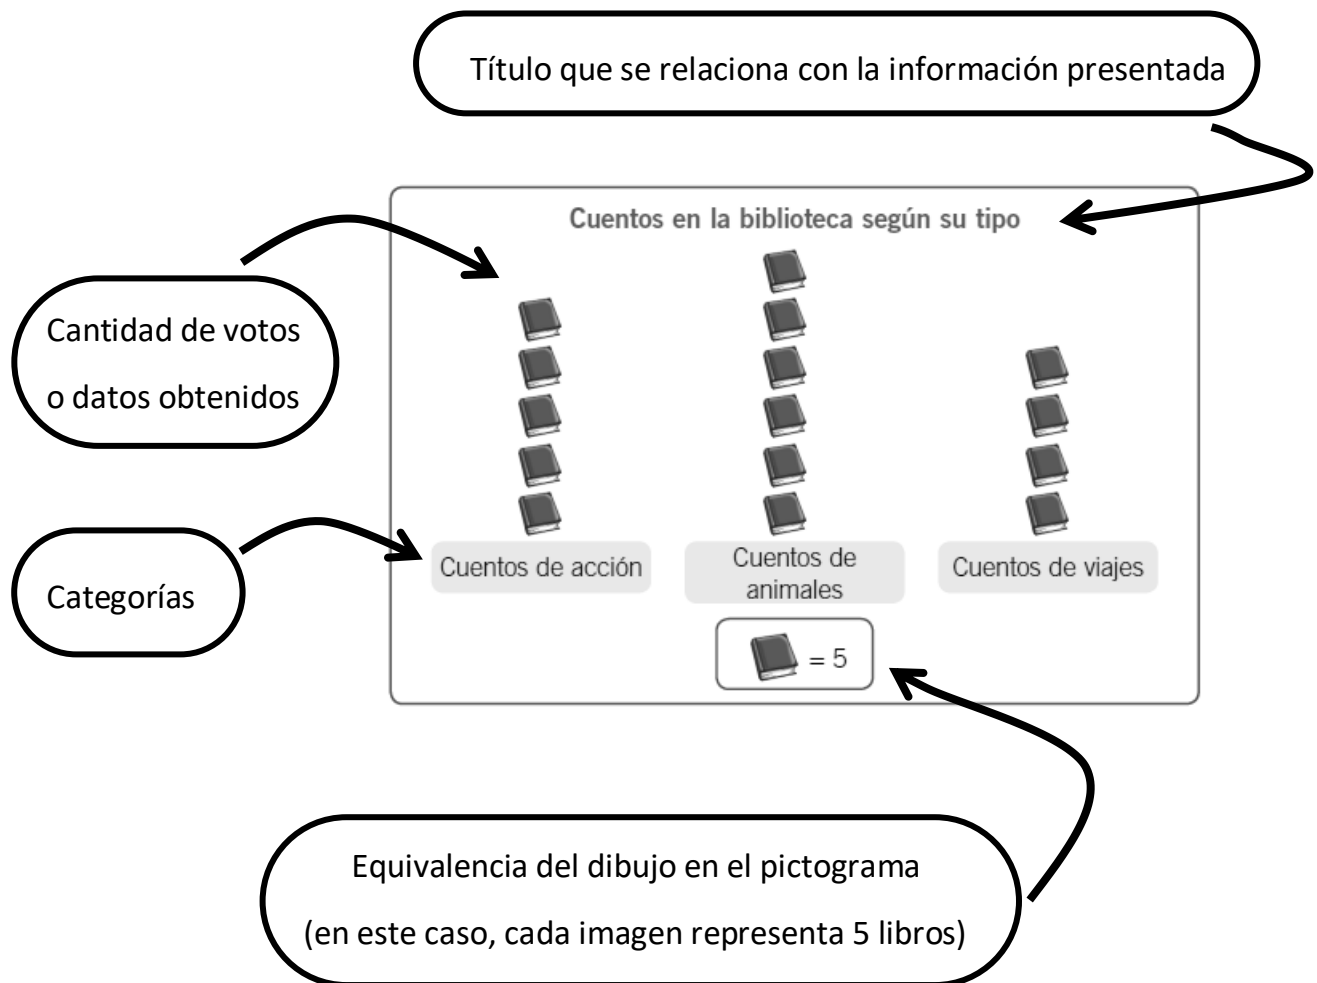 Título que se relaciona con la información presentada
Cuentos en la biblioteca según su tipo
Cantidad de votos
o datos obtenidos
Categorías
Cuentos de acción
Cuentos de
animales
Cuentos de viajes
= 5
Equivalencia del dibujo en el pictograma
(en este caso, cada imagen representa 5 libros)